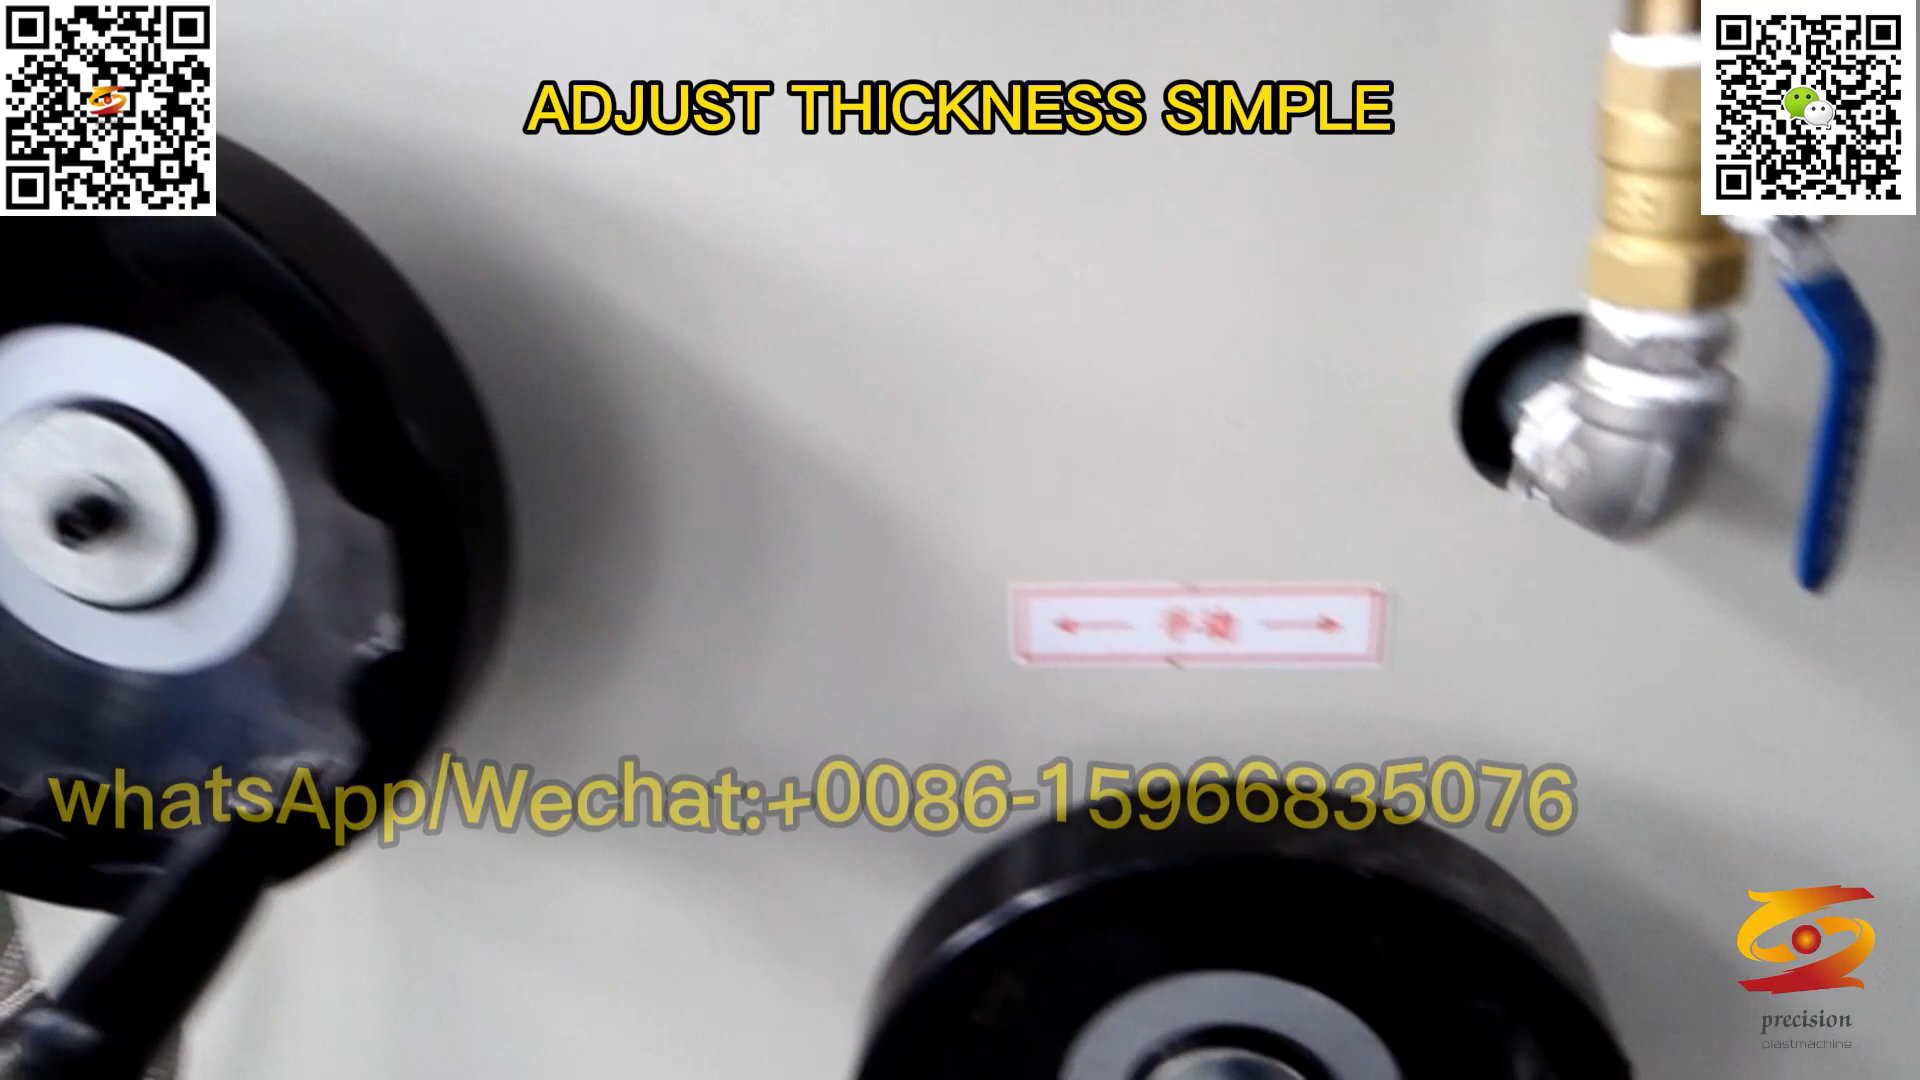 ADJUST THICKNESS SIMPLE
whatsApp/Wechat:+0086-15966835076
precision
plastmachine